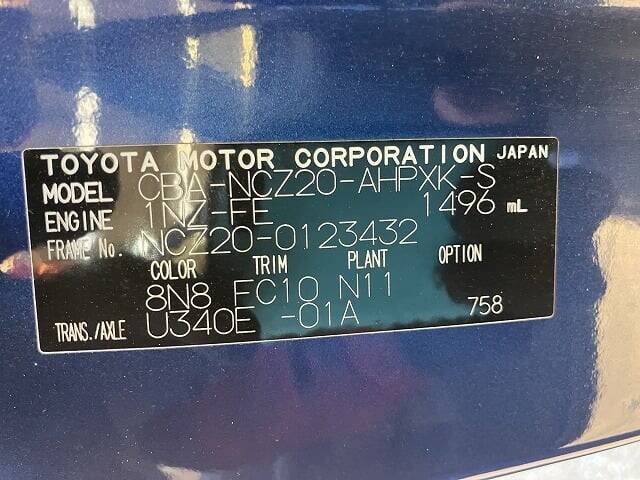 TOYOTA MOTOR CORPORATION JAPAN
MODEL CBA-NCZ20-AHPXK-S
ENGINE 1NZ-FE 1496 mL
FRAME No. NCZ20-0123432
COLOR TRIM PLANT OPTION
8N8 FC10 N11
TRANS./AXLE U340E -01A 758